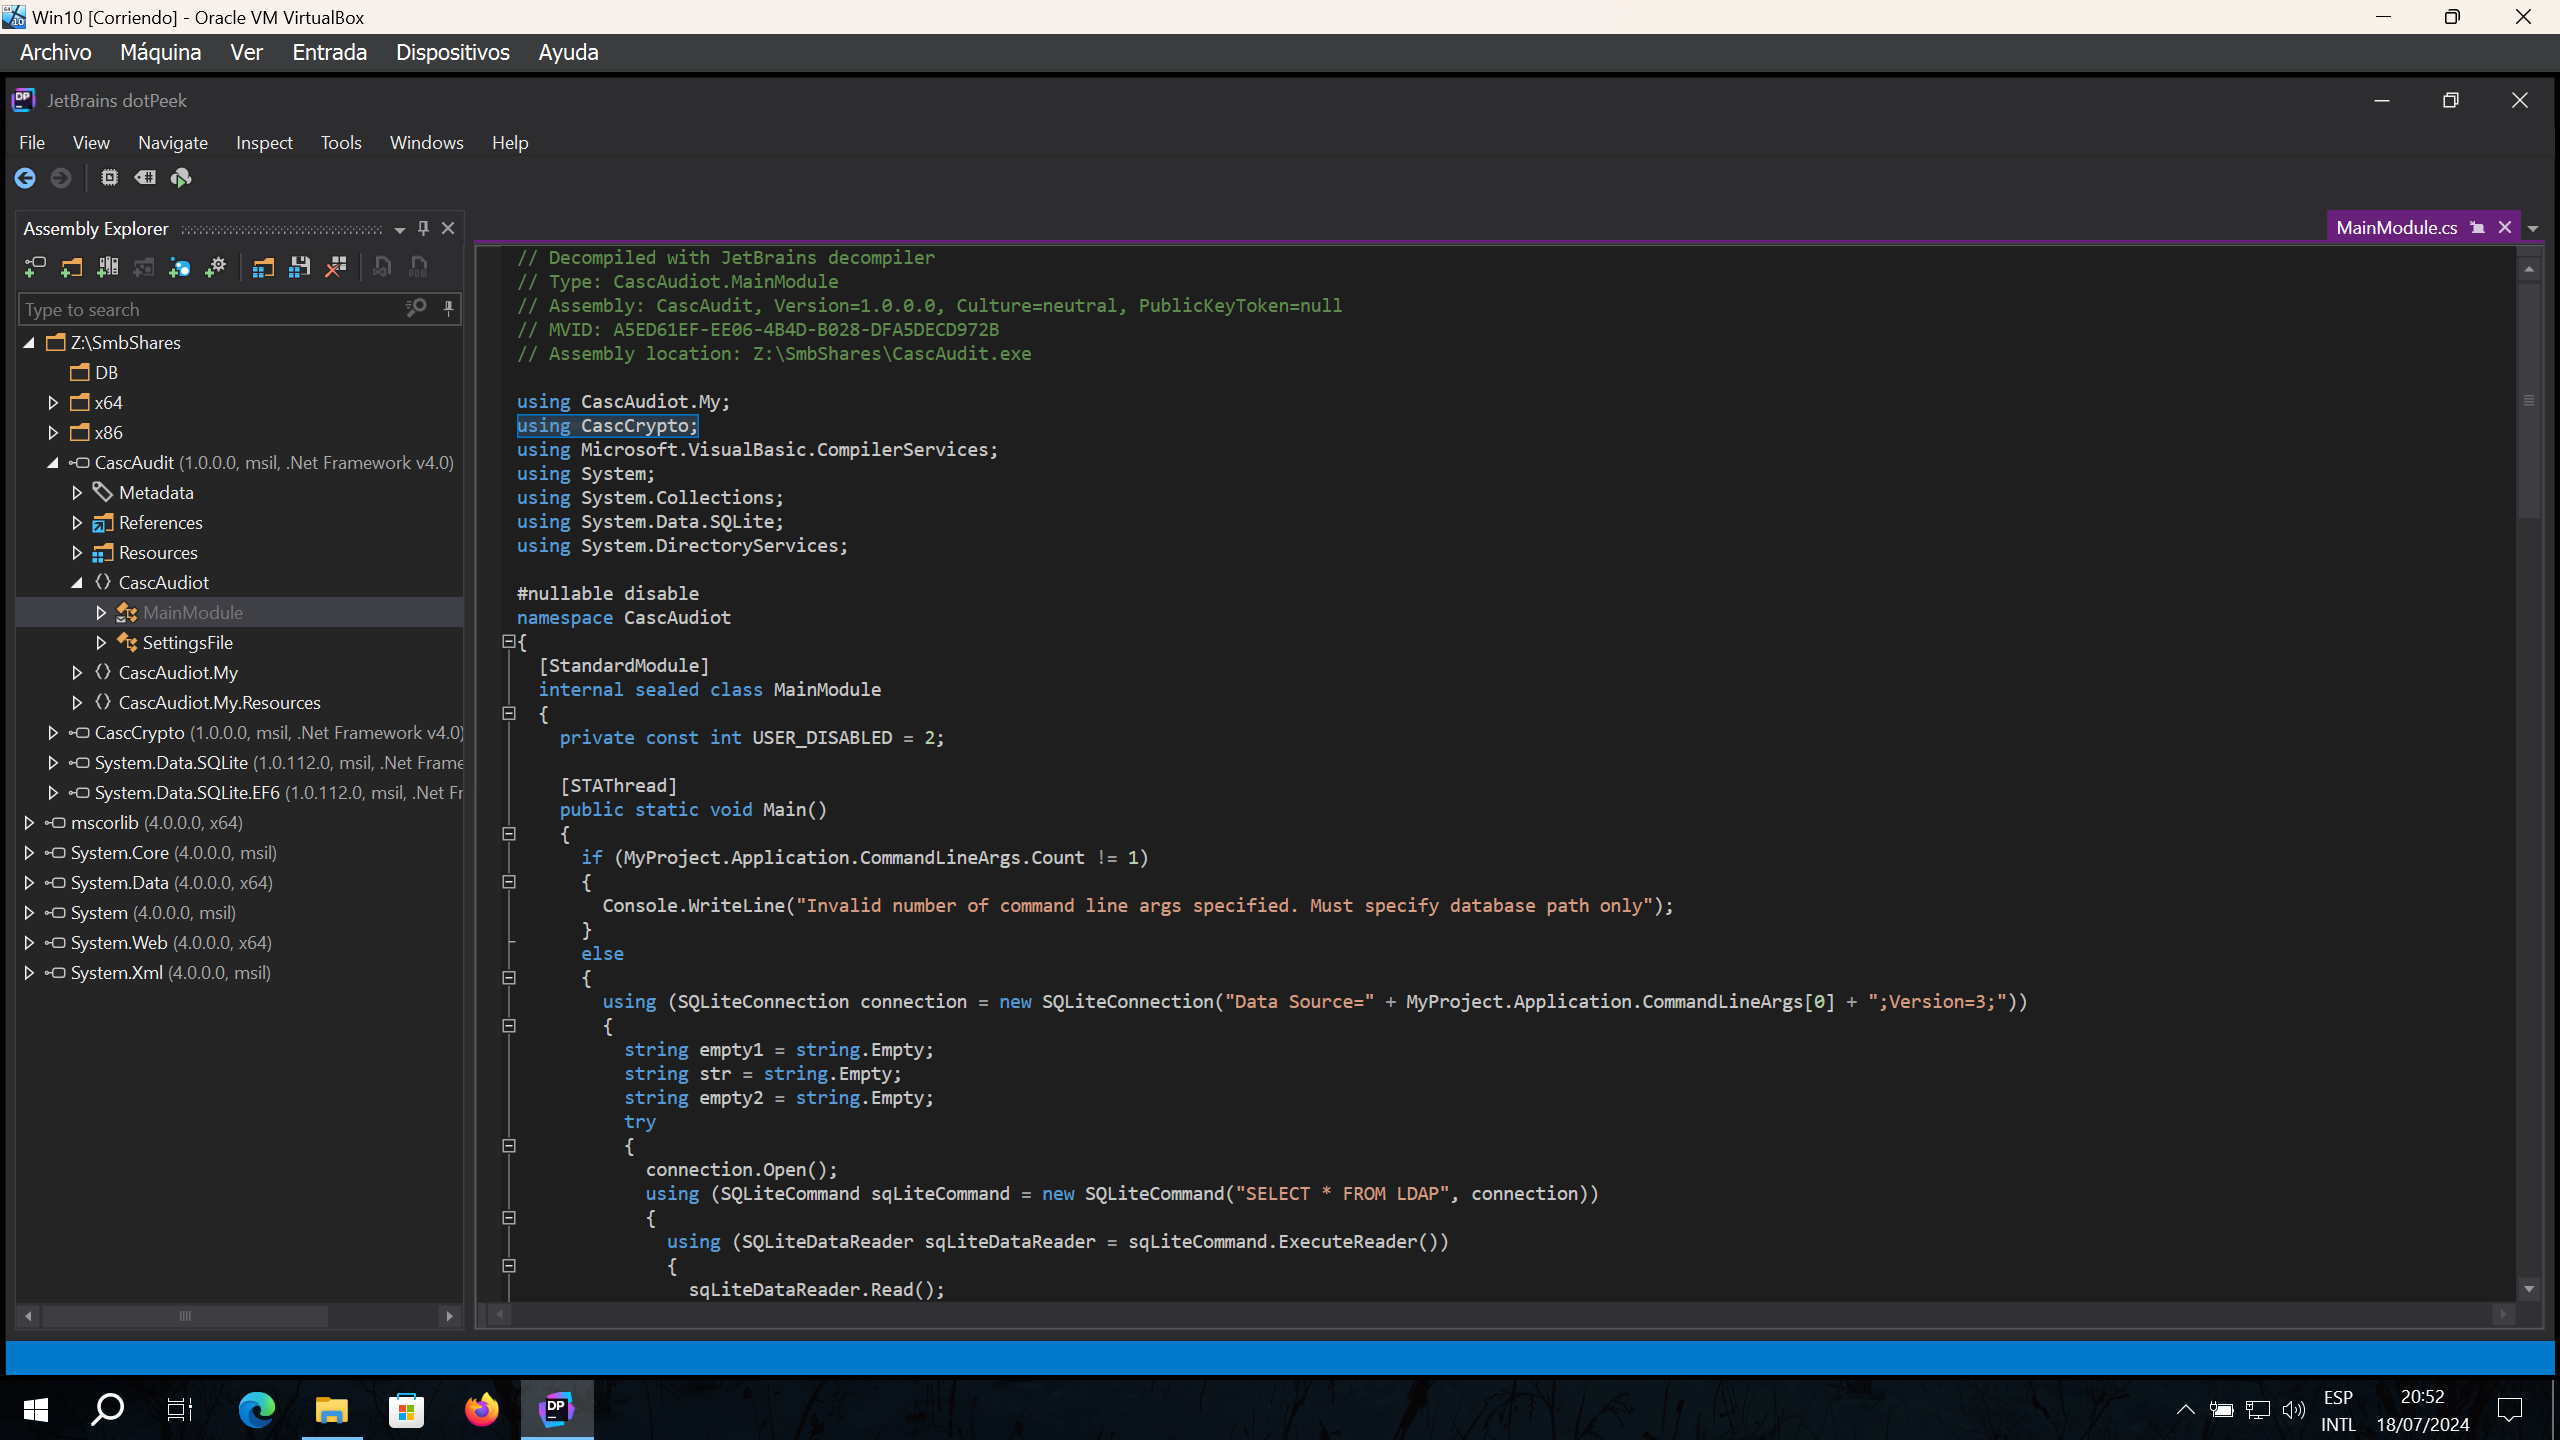 Win10 [Corriendo] - Oracle VM VirtualBox
Archivo Máquina Ver Entrada Dispositivos Ayuda
JetBrains dotPeek
File View Navigate Inspect Tools Windows Help
Assembly Explorer
MainModule.cs
Type to search
Z:\SmbShares
DB
x64
x86
CascAudit (1.0.0.0, msil, .Net Framework v4.0)
Metadata
References
Resources
CascAudiot
MainModule
SettingsFile
CascAudiot.My
CascAudiot.My.Resources
CascCrypto (1.0.0.0, msil, .Net Framework v4.0)
System.Data.SQLite (1.0.112.0, msil, .Net Frame
System.Data.SQLite.EF6 (1.0.112.0, msil, .Net Fr
mscorlib (4.0.0.0, x64)
System.Core (4.0.0.0, msil)
System.Data (4.0.0.0, x64)
System (4.0.0.0, msil)
System.Web (4.0.0.0, x64)
System.Xml (4.0.0.0, msil)
// Decompiled with JetBrains decompiler
// Type: CascAudiot.MainModule
// Assembly: CascAudit, Version=1.0.0.0, Culture=neutral, PublicKeyToken=null
// MVID: A5ED61EF-EE06-4B4D-B028-DFA5DECD972B
// Assembly location: Z:\SmbShares\CascAudit.exe
using CascAudiot.My;
using CascCrypto;
using Microsoft.VisualBasic.CompilerServices;
using System;
using System.Collections;
using System.Data.SQLite;
using System.DirectoryServices;
#nullable disable
namespace CascAudiot
{
[StandardModule]
internal sealed class MainModule
{
private const int USER_DISABLED = 2;
[STAThread]
public static void Main()
{
if (MyProject.Application.CommandLineArgs.Count != 1)
{
Console.WriteLine("Invalid number of command line args specified. Must specify database path only");
}
else
{
using (SQLiteConnection connection = new SQLiteConnection("Data Source=" + MyProject.Application.CommandLineArgs[0] + ";Version=3;"))
{
string empty1 = string.Empty;
string str = string.Empty;
string empty2 = string.Empty;
try
{
connection.Open();
using (SQLiteCommand sqLiteCommand = new SQLiteCommand("SELECT * FROM LDAP", connection))
{
using (SQLiteDataReader sqLiteDataReader = sqLiteCommand.ExecuteReader())
{
sqLiteDataReader.Read();
ESP
INTL
20:52
18/07/2024